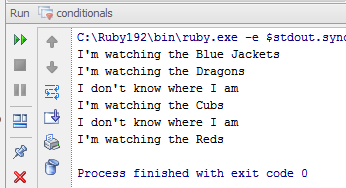 Run conditionals
C:\Ruby192\bin\ruby.exe -e $stdout.sync
I'm watching the Blue Jackets
I'm watching the Dragons
I don't know where I am
I'm watching the Cubs
I don't know where I am
I'm watching the Reds
Process finished with exit code 0